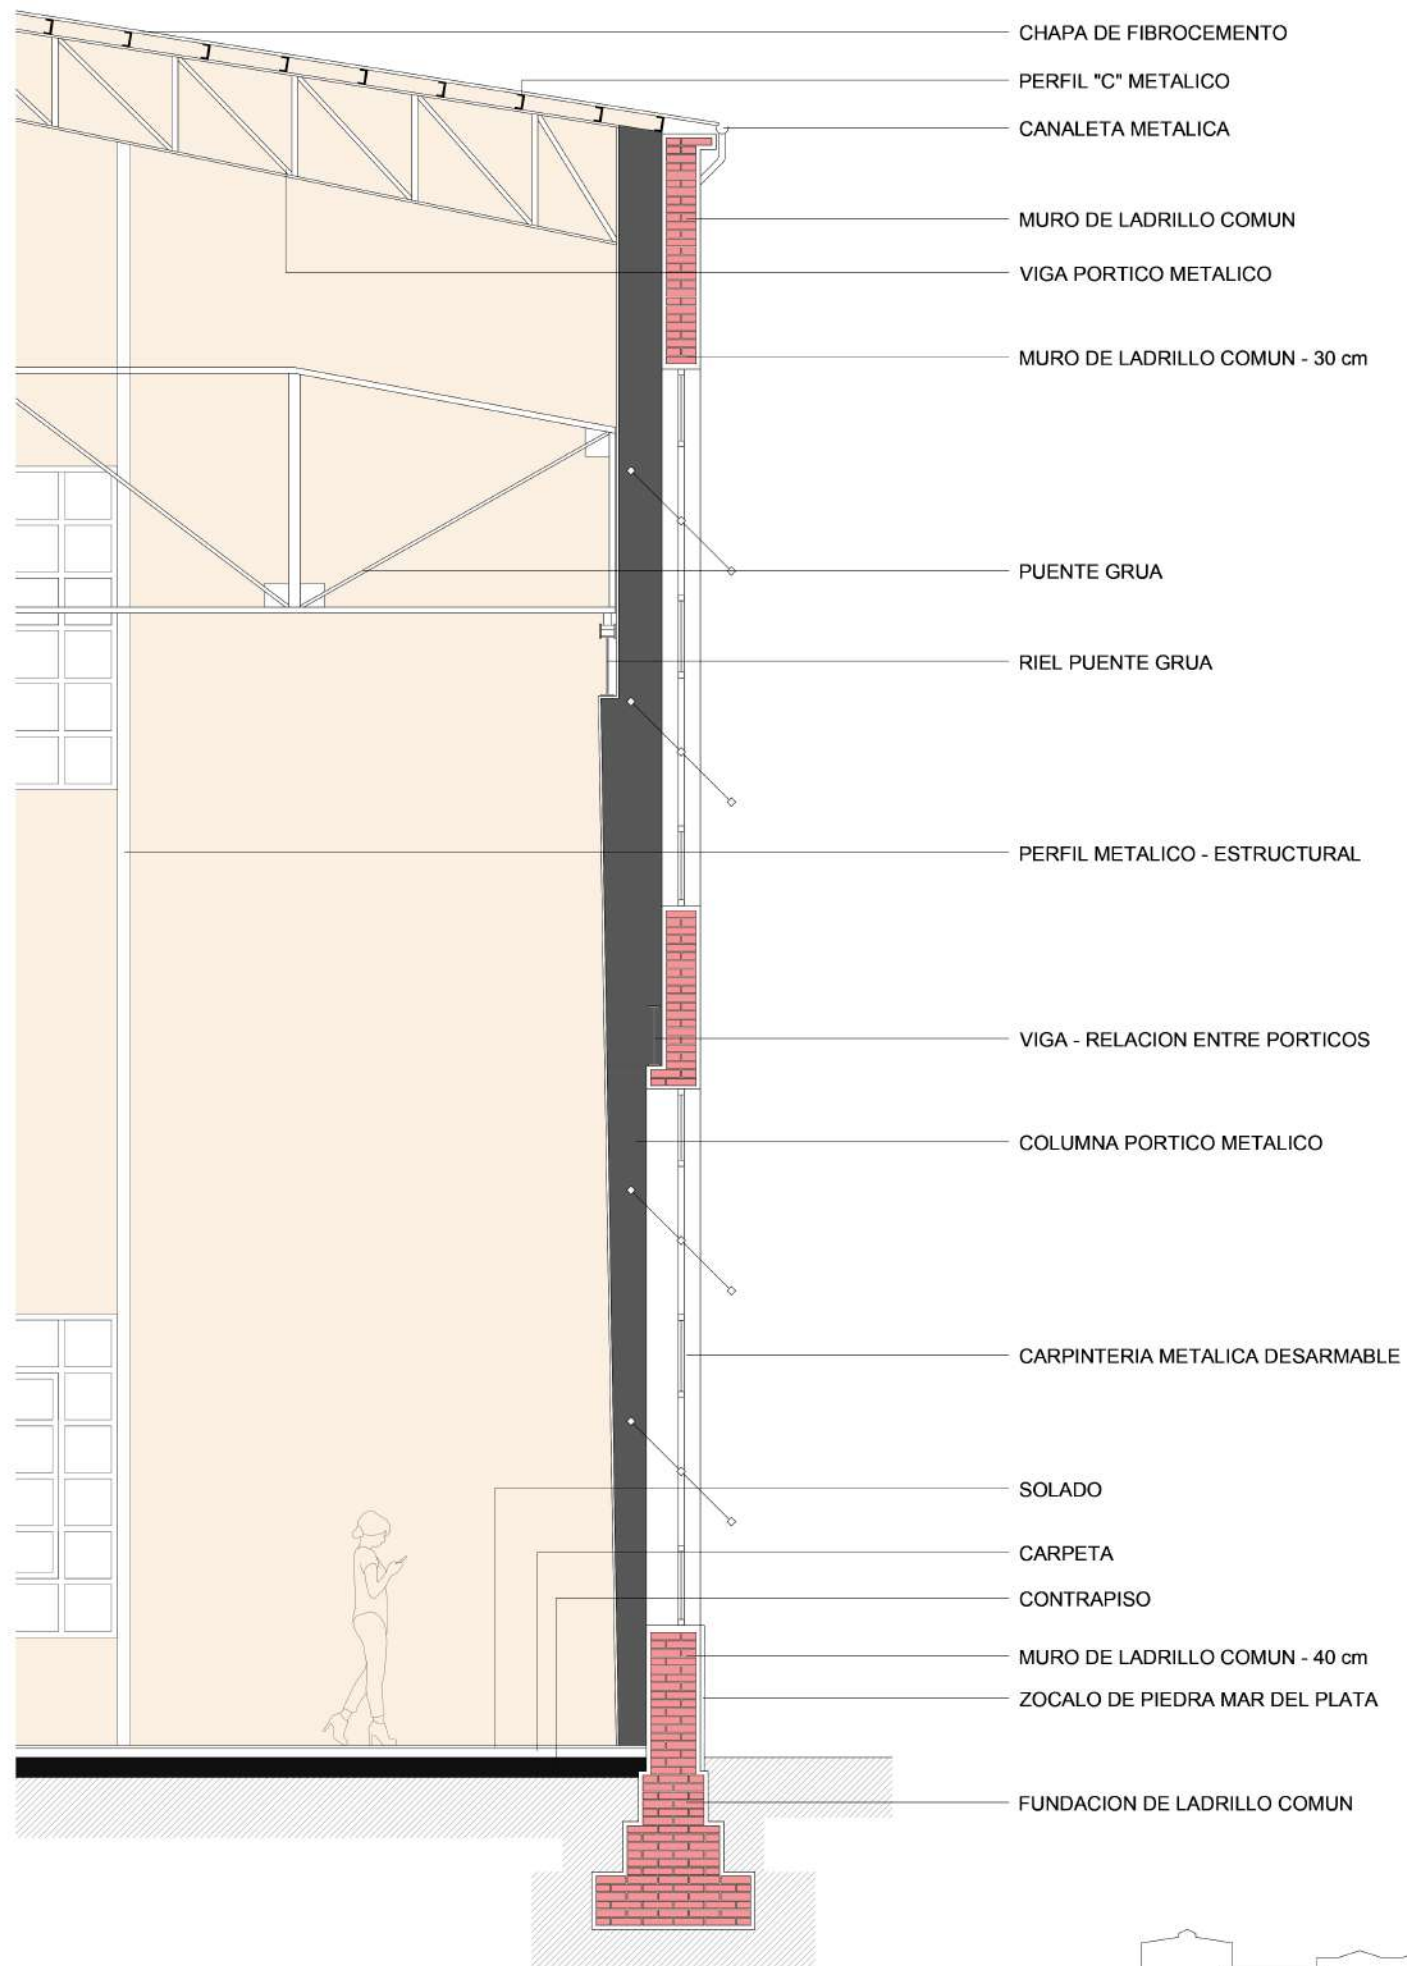 CHAPA DE FIBROCEMENTO
PERFIL "C" METALICO
CANALETA METALICA
MURO DE LADRILLO COMUN
VIGA PORTICO METALICO
MURO DE LADRILLO COMUN - 30 cm
PUENTE GRUA
RIEL PUENTE GRUA
PERFIL METALICO - ESTRUCTURAL
VIGA - RELACION ENTRE PORTICOS
COLUMNA PORTICO METALICO
CARPINTERIA METALICA DESARMABLE
SOLADO
CARPETA
CONTRAPISO
MURO DE LADRILLO COMUN - 40 cm
ZOCALO DE PIEDRA MAR DEL PLATA
FUNDACION DE LADRILLO COMUN